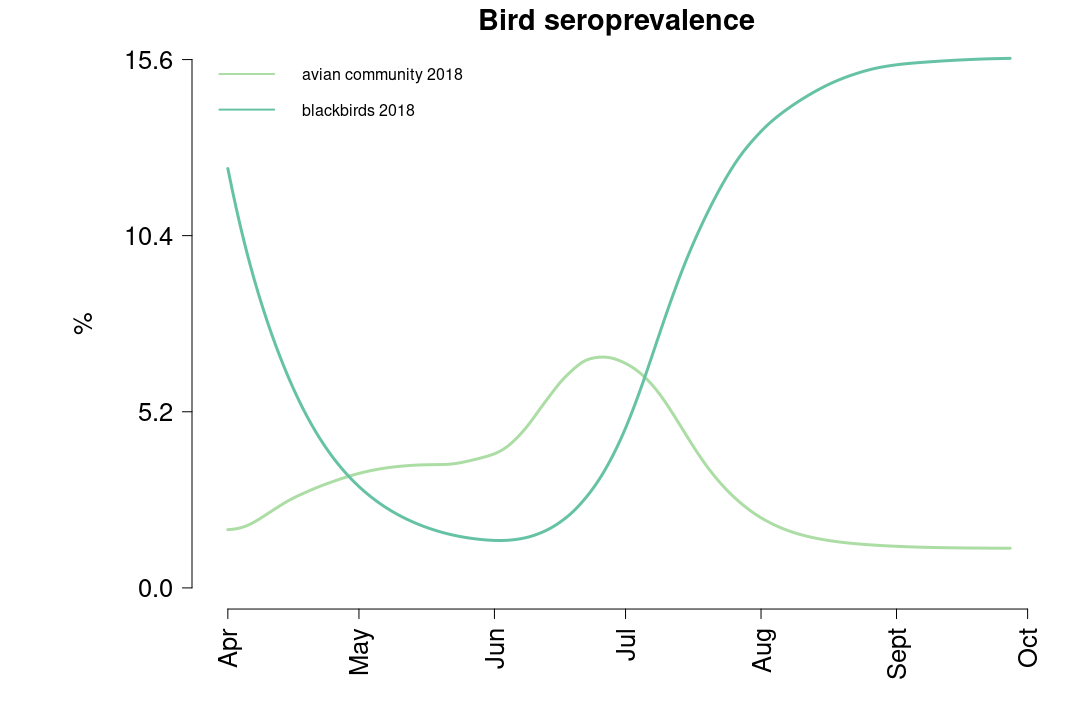 Bird seroprevalence
15.6
avian community 2018
blackbirds 2018
10.4
%
5.2
0.0
Apr
May
Jun
Jul
Aug
Sept
Oct